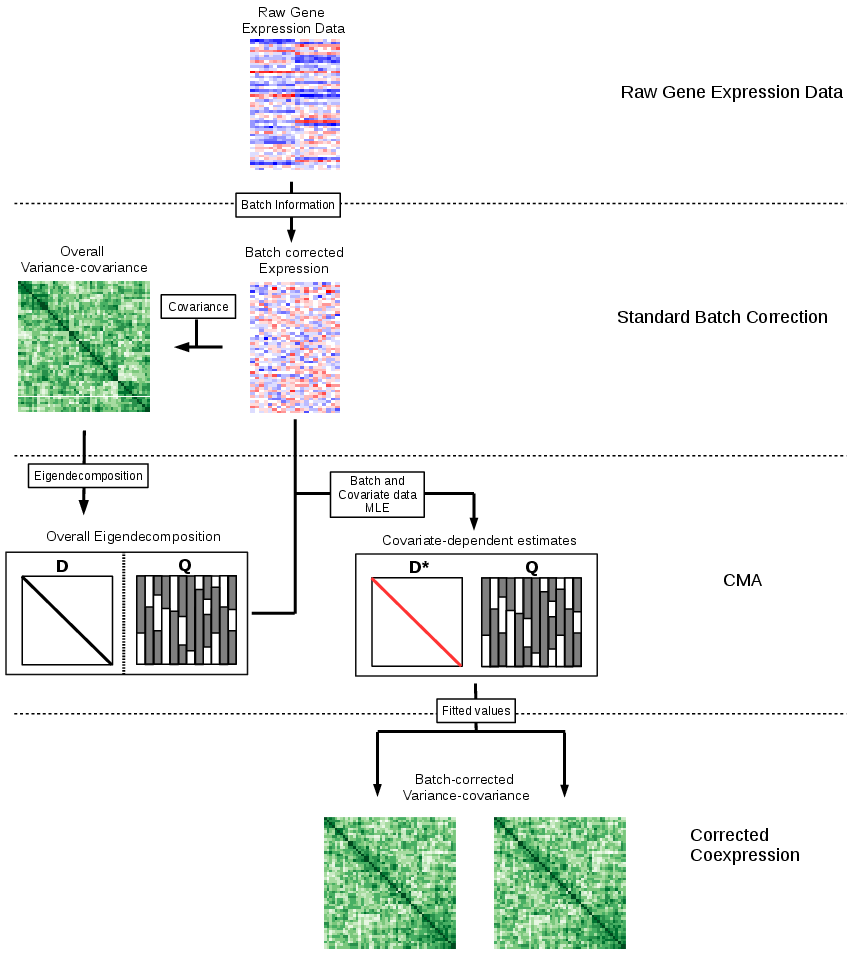 Raw Gene
Expression Data
Raw Gene Expression Data
Batch Information
Overall
Variance-covariance
Batch corrected
Expression
Covariance
Standard Batch Correction
Eigendecomposition
Batch and
Covariate data
MLE
Overall Eigendecomposition
Covariate-dependent estimates
D
Q
D*
Q
CMA
Fitted values
Batch-corrected
Variance-covariance
Corrected
Coexpression